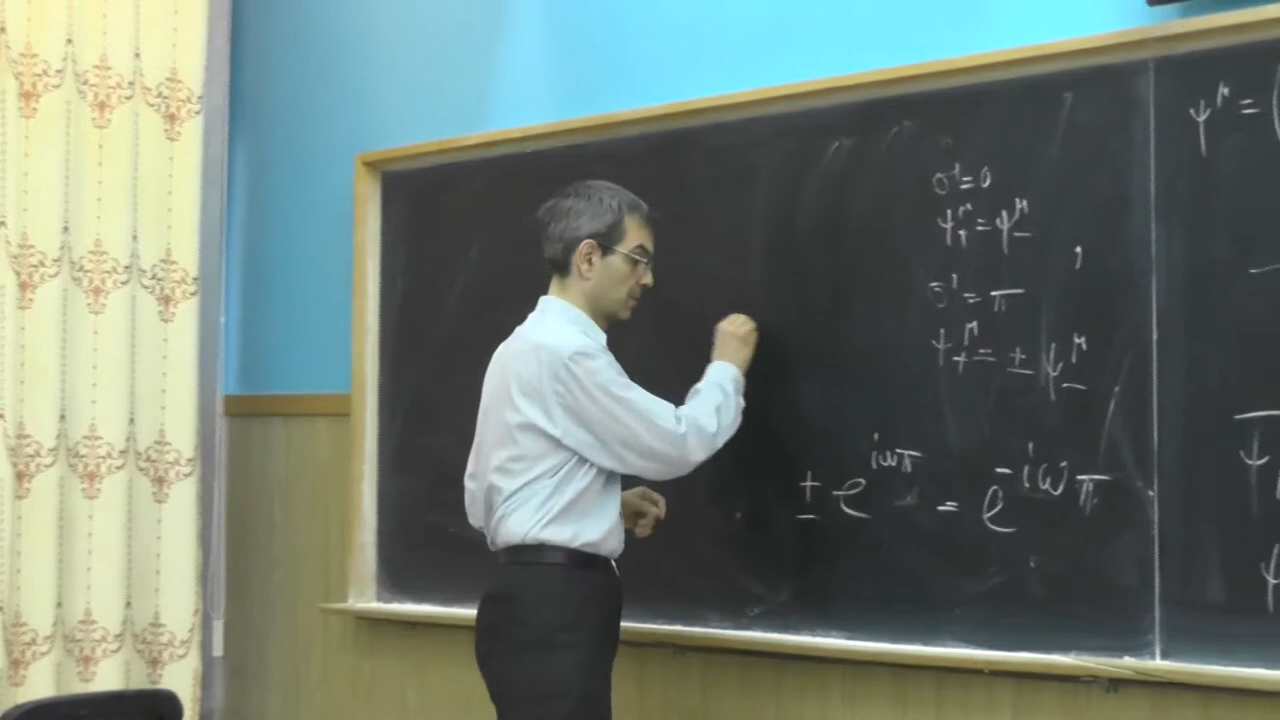 σ¹=0
ψ₊^μ=ψ₋^μ
,
σ¹=π
ψ₊^μ=±ψ₋^μ
±e^{iωπ}=e^{-iωπ}
ψ^μ=(